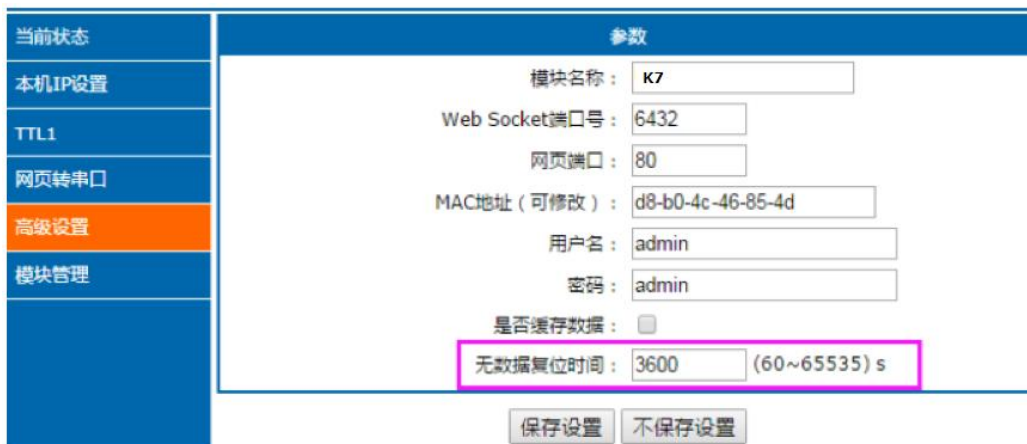 当前状态
本机IP设置
TTL1
网页转串口
高级设置
模块管理
参数
模块名称： K7
Web Socket端口号： 6432
网页端口： 80
MAC地址（可修改）： d8-b0-4c-46-85-4d
用户名： admin
密码： admin
是否缓存数据：
无数据复位时间： 3600 (60~65535) s
保存设置 不保存设置